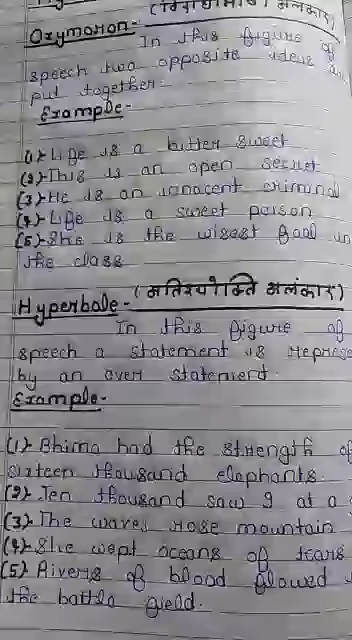 (विरोधाभास अलंकार)
Oxymoron-
In this figure of
speech two opposite ideas are
put together.
Example-
(1) Life is a bitter sweet
(2) This is an open secret
(3) He is an innacent criminal
(4) Life is a sweet poison
(5) She is the wisest fool in
the class
Hyperbole- (अतिश्योक्ति अलंकार)
In this figure of
speech a statement is represe
by an over statement.
Example-
(1) Bhima had the strength of
sixteen thousand elephants.
(2) Ten thousand saw I at a
(3) The waves rose mountain
(4) She wept oceans of tears
(5) Rivers of blood flowed
the battle field.